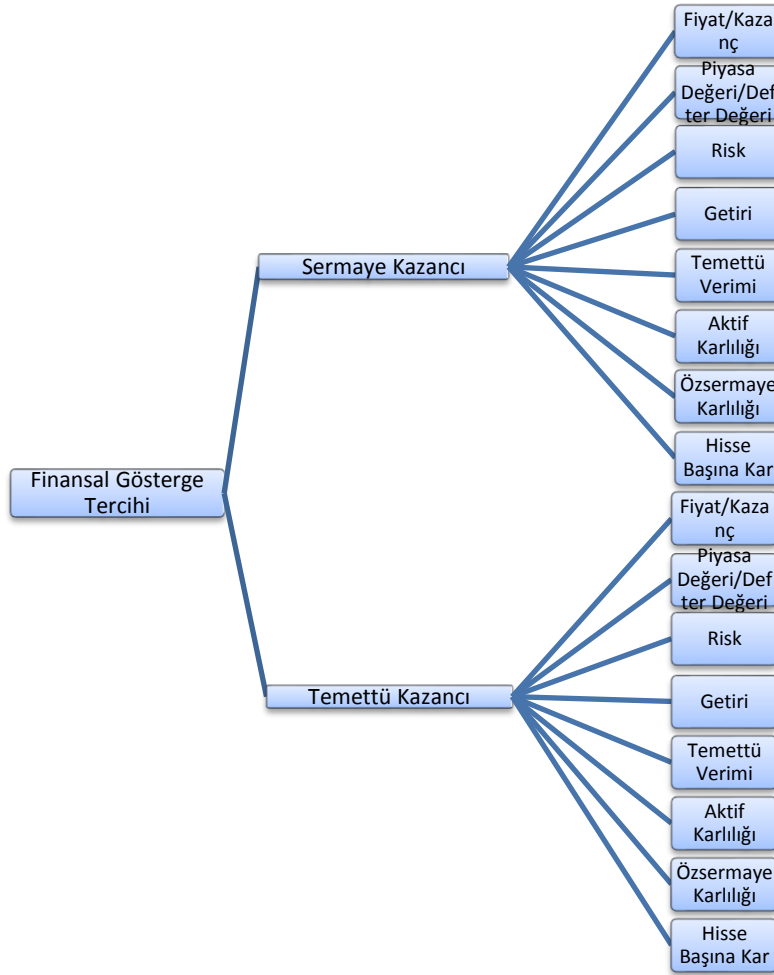 Fiyat/Kaza
nç
Piyasa
Değeri/Def
ter Değeri
Risk
Getiri
Sermaye Kazancı
Temettü
Verimi
Aktif
Karlılığı
Özsermaye
Karlılığı
Hisse
Başına Kar
Finansal Gösterge
Tercihi
Fiyat/Kaza
nç
Piyasa
Değeri/Def
ter Değeri
Risk
Getiri
Temettü Kazancı
Temettü
Verimi
Aktif
Karlılığı
Özsermaye
Karlılığı
Hisse
Başına Kar